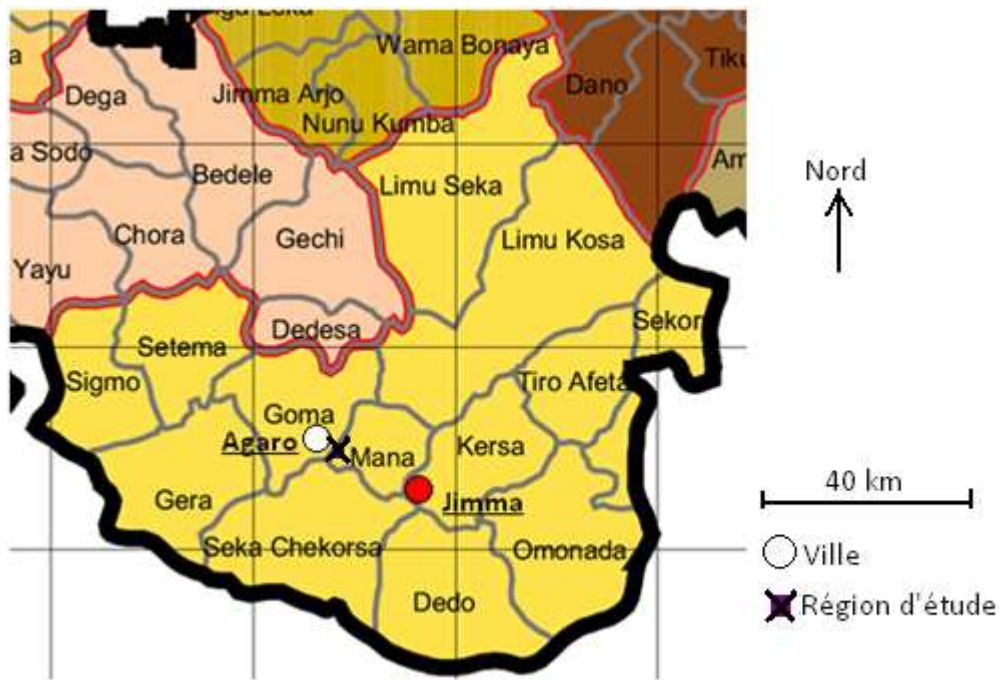 Wama Bonaya
a
Dano
Dega
Jimma Arjo
Nunu Kumba
a Sodo
Am
Nord
Bedele
Limu Seka
Chora
Gechi
Limu Kosa
Yayu
Dedesa
Sekor
Setema
Sigmo
Tiro Afeta
Goma
Agaro
Mana
Kersa
40 km
Gera
Jimma
Seka Chekorsa
Omonada
Ville
Dedo
Région d'étude